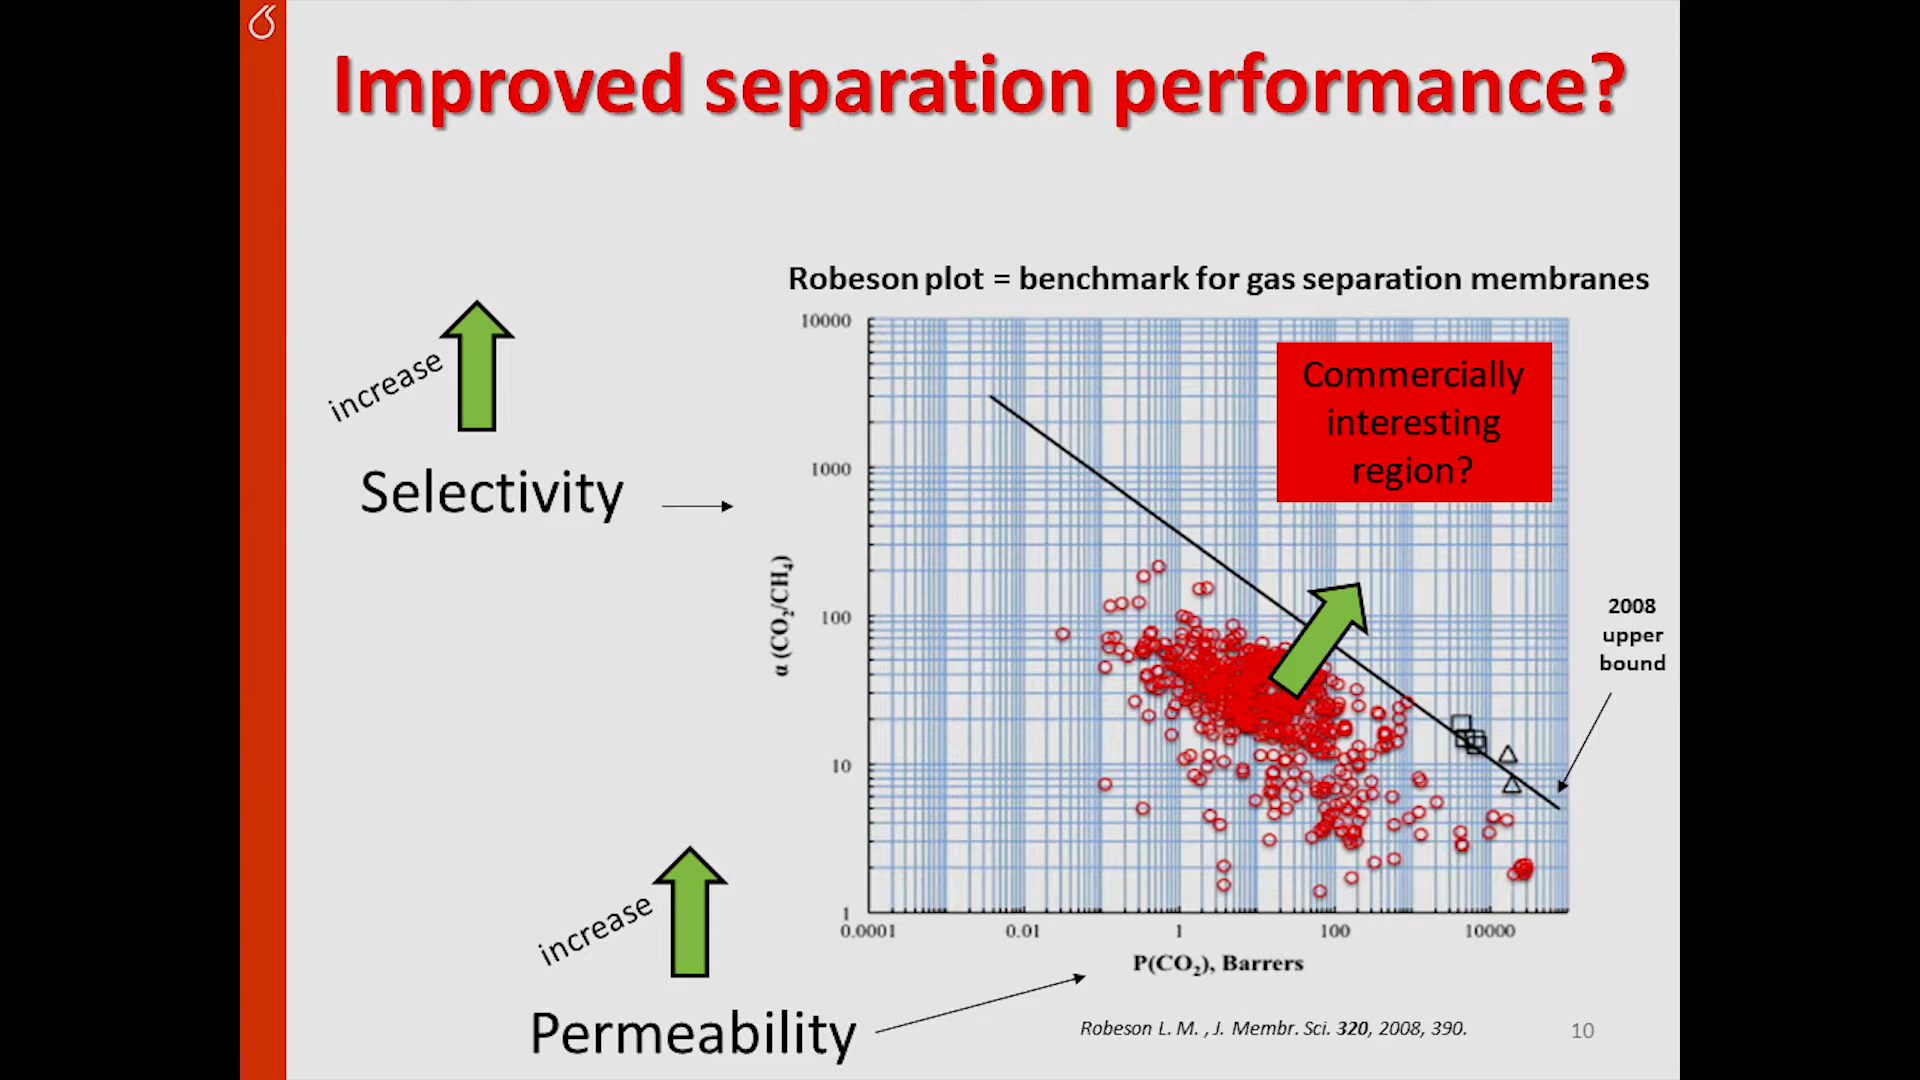 Improved separation performance?
Robeson plot = benchmark for gas separation membranes
increase
Selectivity
increase
Permeability
10000
1000
100
10
1
α (CO₂/CH₄)
0.0001
0.01
1
100
10000
P(CO₂), Barrers
Commercially
interesting
region?
2008
upper
bound
Robeson L. M. , J. Membr. Sci. 320, 2008, 390.
10